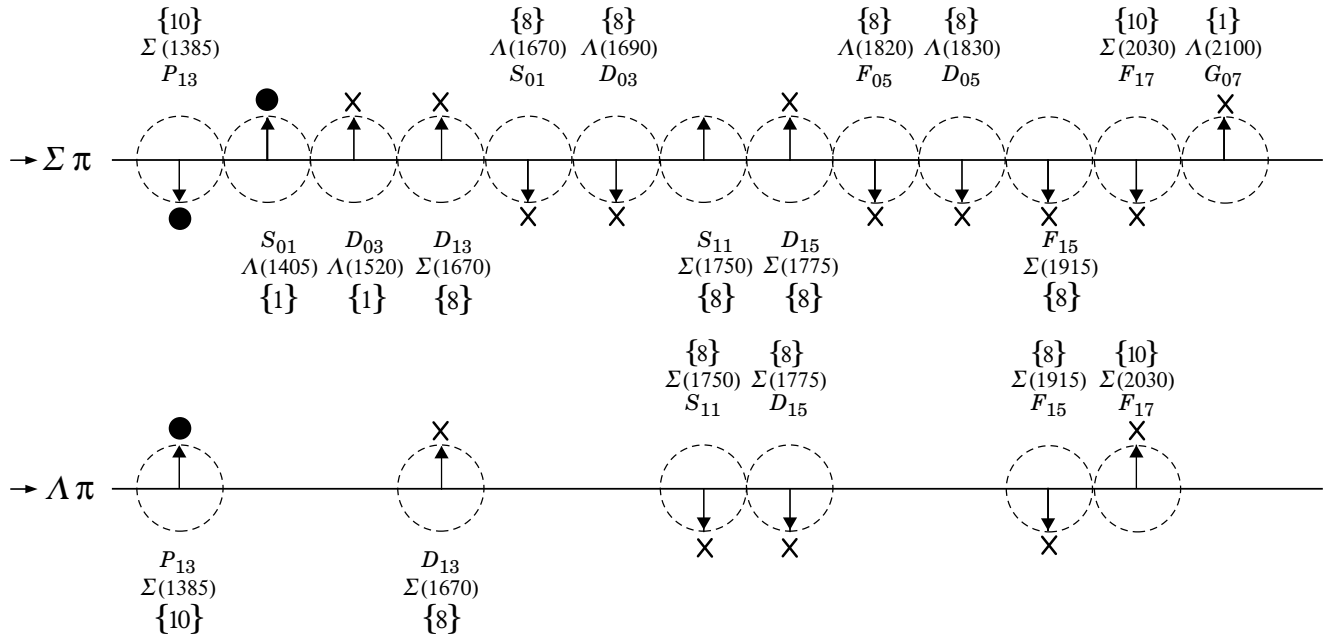 {10} {8} {8} {8} {8} {10} {1}
Σ(1385) Λ(1670) Λ(1690) Λ(1820) Λ(1830) Σ(2030) Λ(2100)
P₁₃ S₀₁ D₀₃ F₀₅ D₀₅ F₁₇ G₀₇
→ Σ π
S₀₁ D₀₃ D₁₃ S₁₁ D₁₅ F₁₅
Λ(1405) Λ(1520) Σ(1670) Σ(1750) Σ(1775) Σ(1915)
{1} {1} {8} {8} {8} {8}
{8} {8} {8} {10}
Σ(1750) Σ(1775) Σ(1915) Σ(2030)
S₁₁ D₁₅ F₁₅ F₁₇
→ Λ π
P₁₃ D₁₃
Σ(1385) Σ(1670)
{10} {8}